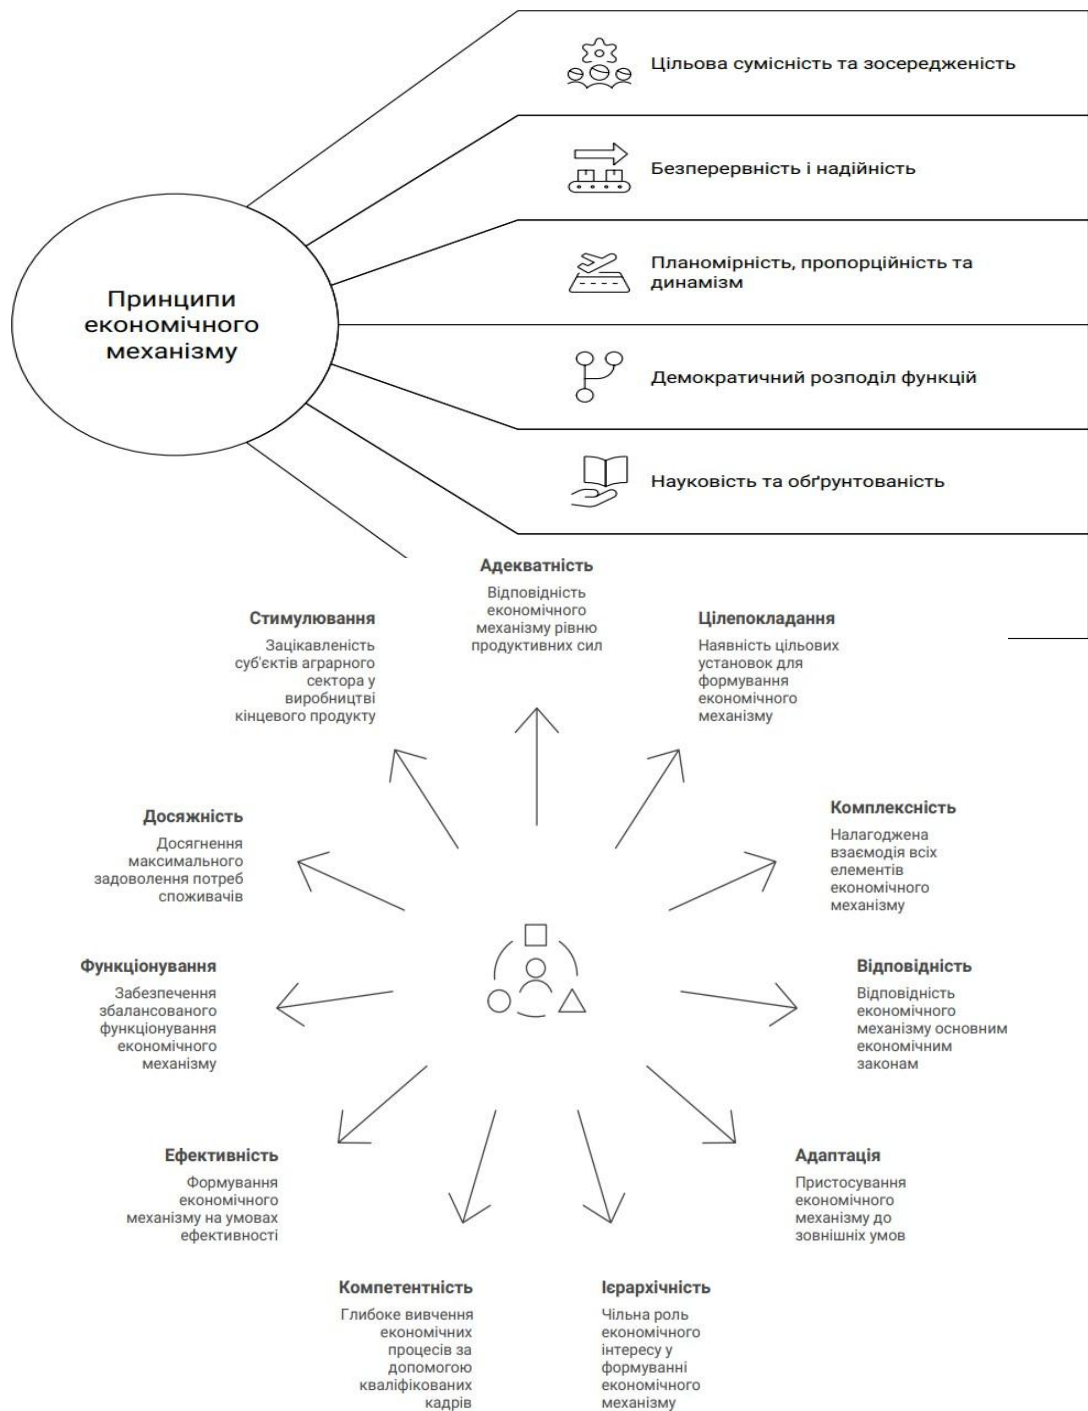 Принципи
економічного
механізму
Цільова сумісність та зосередженість
Безперервність і надійність
Планомірність, пропорційність та
динамізм
Демократичний розподіл функцій
Науковість та обґрунтованість
Адекватність
Відповідність
економічного
механізму рівню
продуктивних сил
Стимулювання
Зацікавленість
суб'єктів аграрного
сектора у
виробництві
кінцевого продукту
Цілепокладання
Наявність цільових
установок для
формування
економічного
механізму
Досяжність
Досягнення
максимального
задоволення потреб
споживачів
Комплексність
Налагоджена
взаємодія всіх
елементів
економічного
механізму
Функціонування
Забезпечення
збалансованого
функціонування
економічного
механізму
Відповідність
Відповідність
економічного
механізму основним
економічним
законам
Ефективність
Формування
економічного
механізму на умовах
ефективності
Адаптація
Пристосування
економічного
механізму до
зовнішніх умов
Компетентність
Глибоке вивчення
економічних
процесів за
допомогою
кваліфікованих
кадрів
Ієрархічність
Чільна роль
економічного
інтересу у
формуванні
економічного
механізму